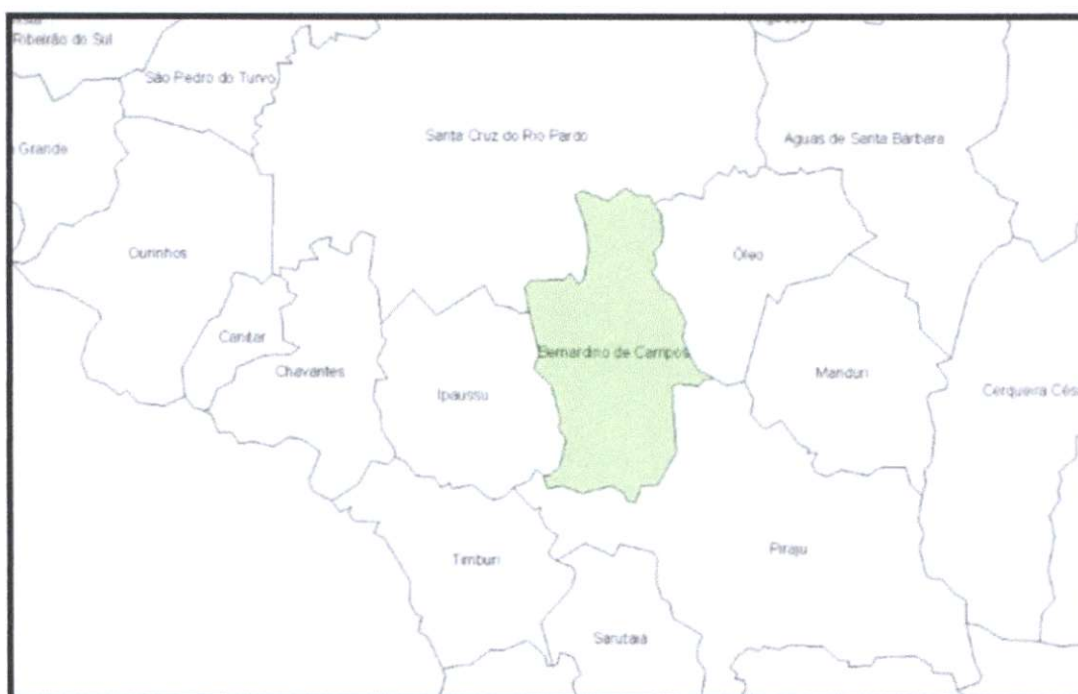 Ribeirão do Sul
São Pedro do Turvo
Santa Cruz do Rio Pardo
Aguas de Santa Bárbara
Grande
Ourinhos
Óleo
Canitar
Bernardino de Campos
Chavantes
Manduri
Ipaussu
Cerqueira Cés
Timburi
Piraju
Sarutaiá